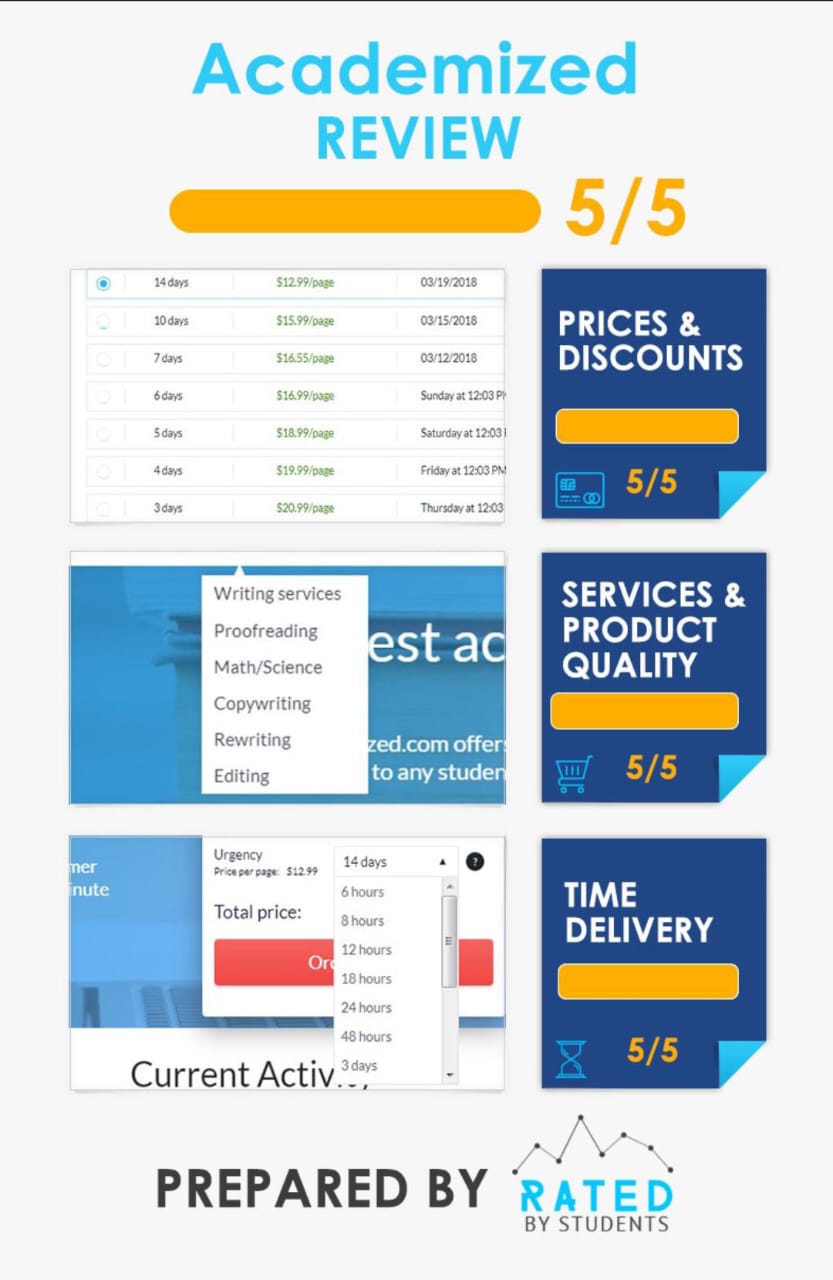 Academized
REVIEW
5/5
14 days $12.99/page 03/19/2018
10 days $15.99/page 03/15/2018
7 days $16.55/page 03/12/2018
6 days $16.99/page Sunday at 12:03 PM
5 days $18.99/page Saturday at 12:03
4 days $19.99/page Friday at 12:03 PM
3 days $20.99/page Thursday at 12:03
PRICES &
DISCOUNTS
5/5
Writing services
Proofreading
Math/Science
Copywriting
Rewriting
Editing
est ac
zed.com offers
to any studen
SERVICES &
PRODUCT
QUALITY
5/5
mer
inute
Urgency
Price per page: $12.99
14 days
?
Total price:
Or
6 hours
8 hours
12 hours
18 hours
24 hours
48 hours
3 days
Current Activ
TIME
DELIVERY
5/5
PREPARED BY
RATED
BY STUDENTS